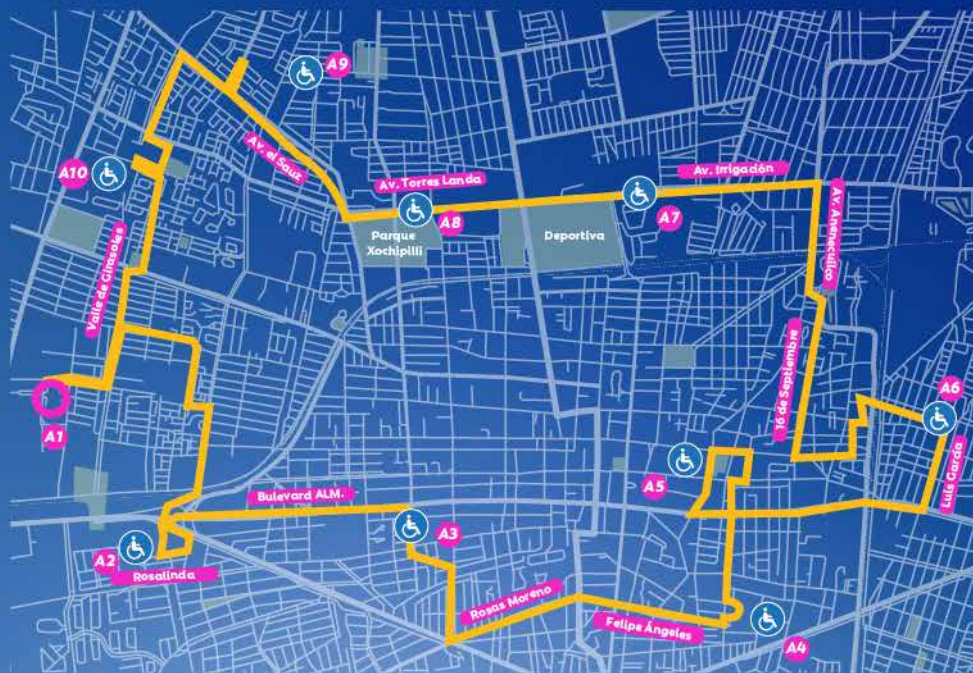 A9
Av. el Sauz
A10
Av. Torres Landa
Av. Irrigación
A8
A7
Parque
Xochipilli
Deportiva
Av. Anenecuilco
Valle de Girasoles
16 de Septiembre
A1
A6
Luis Garda
A5
Bulevard ALM.
A3
A2
Rosalinda
Rosas Moreno
Felipe Ángeles
A4